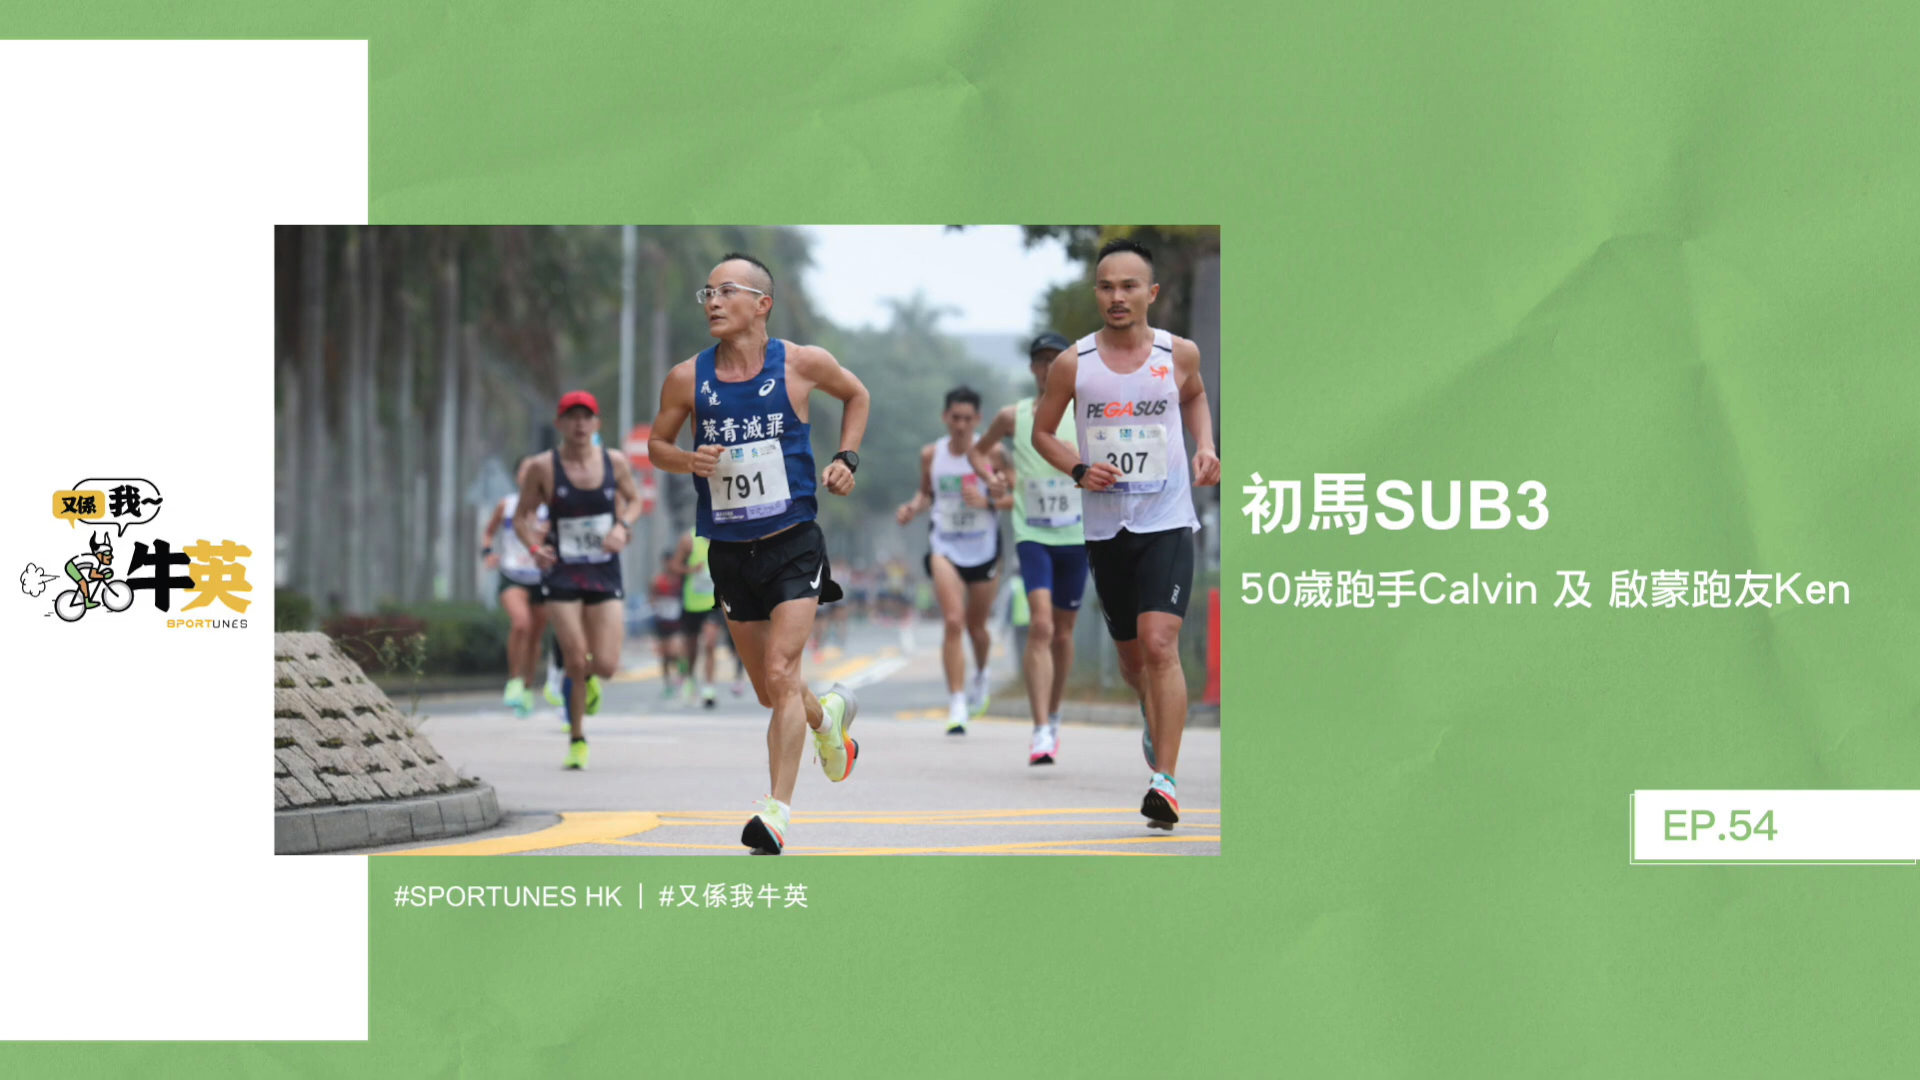 又係 我~
牛英
SPORTUNES
飛達
葵青滅罪
791
PEGASUS
307
178
2XU
初馬SUB3
50歲跑手Calvin 及 啟蒙跑友Ken
EP.54
#SPORTUNES HK | #又係我牛英